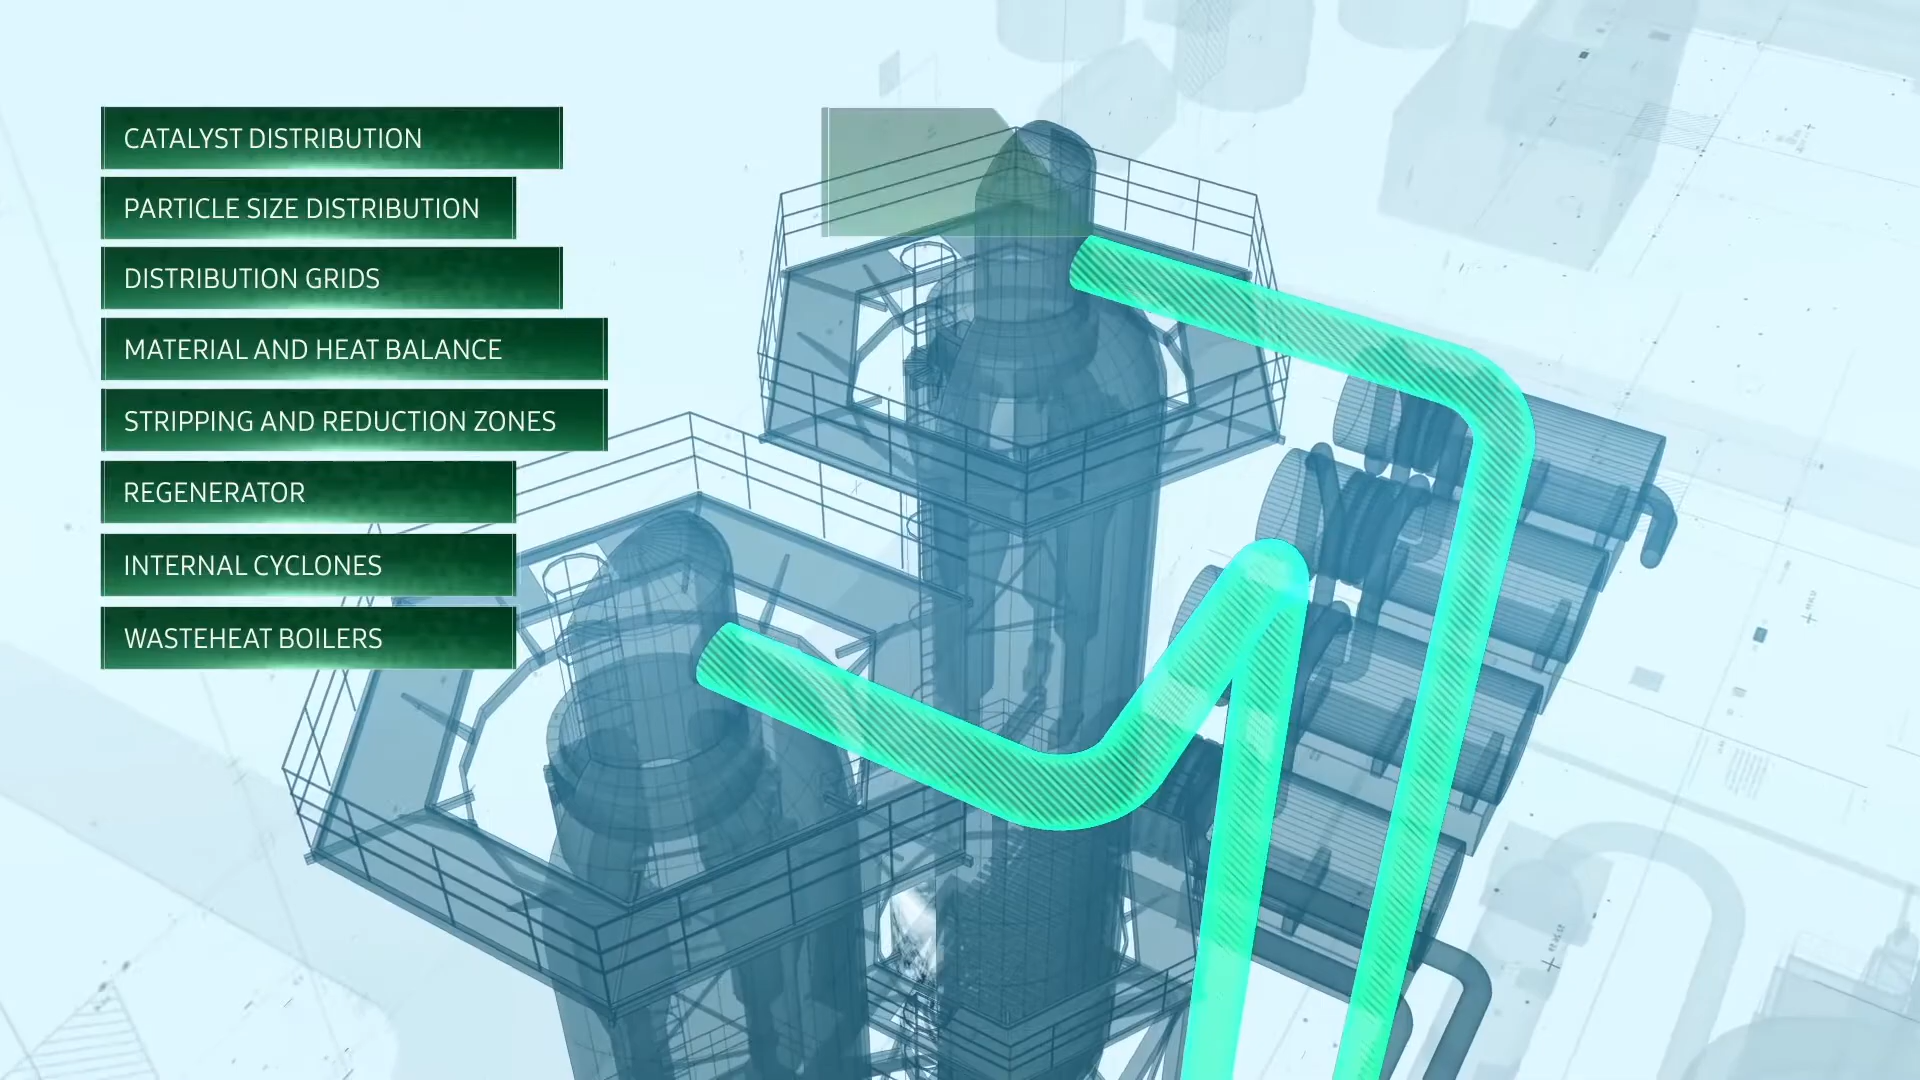 CATALYST DISTRIBUTION
PARTICLE SIZE DISTRIBUTION
DISTRIBUTION GRIDS
MATERIAL AND HEAT BALANCE
STRIPPING AND REDUCTION ZONES
REGENERATOR
INTERNAL CYCLONES
WASTEHEAT BOILERS